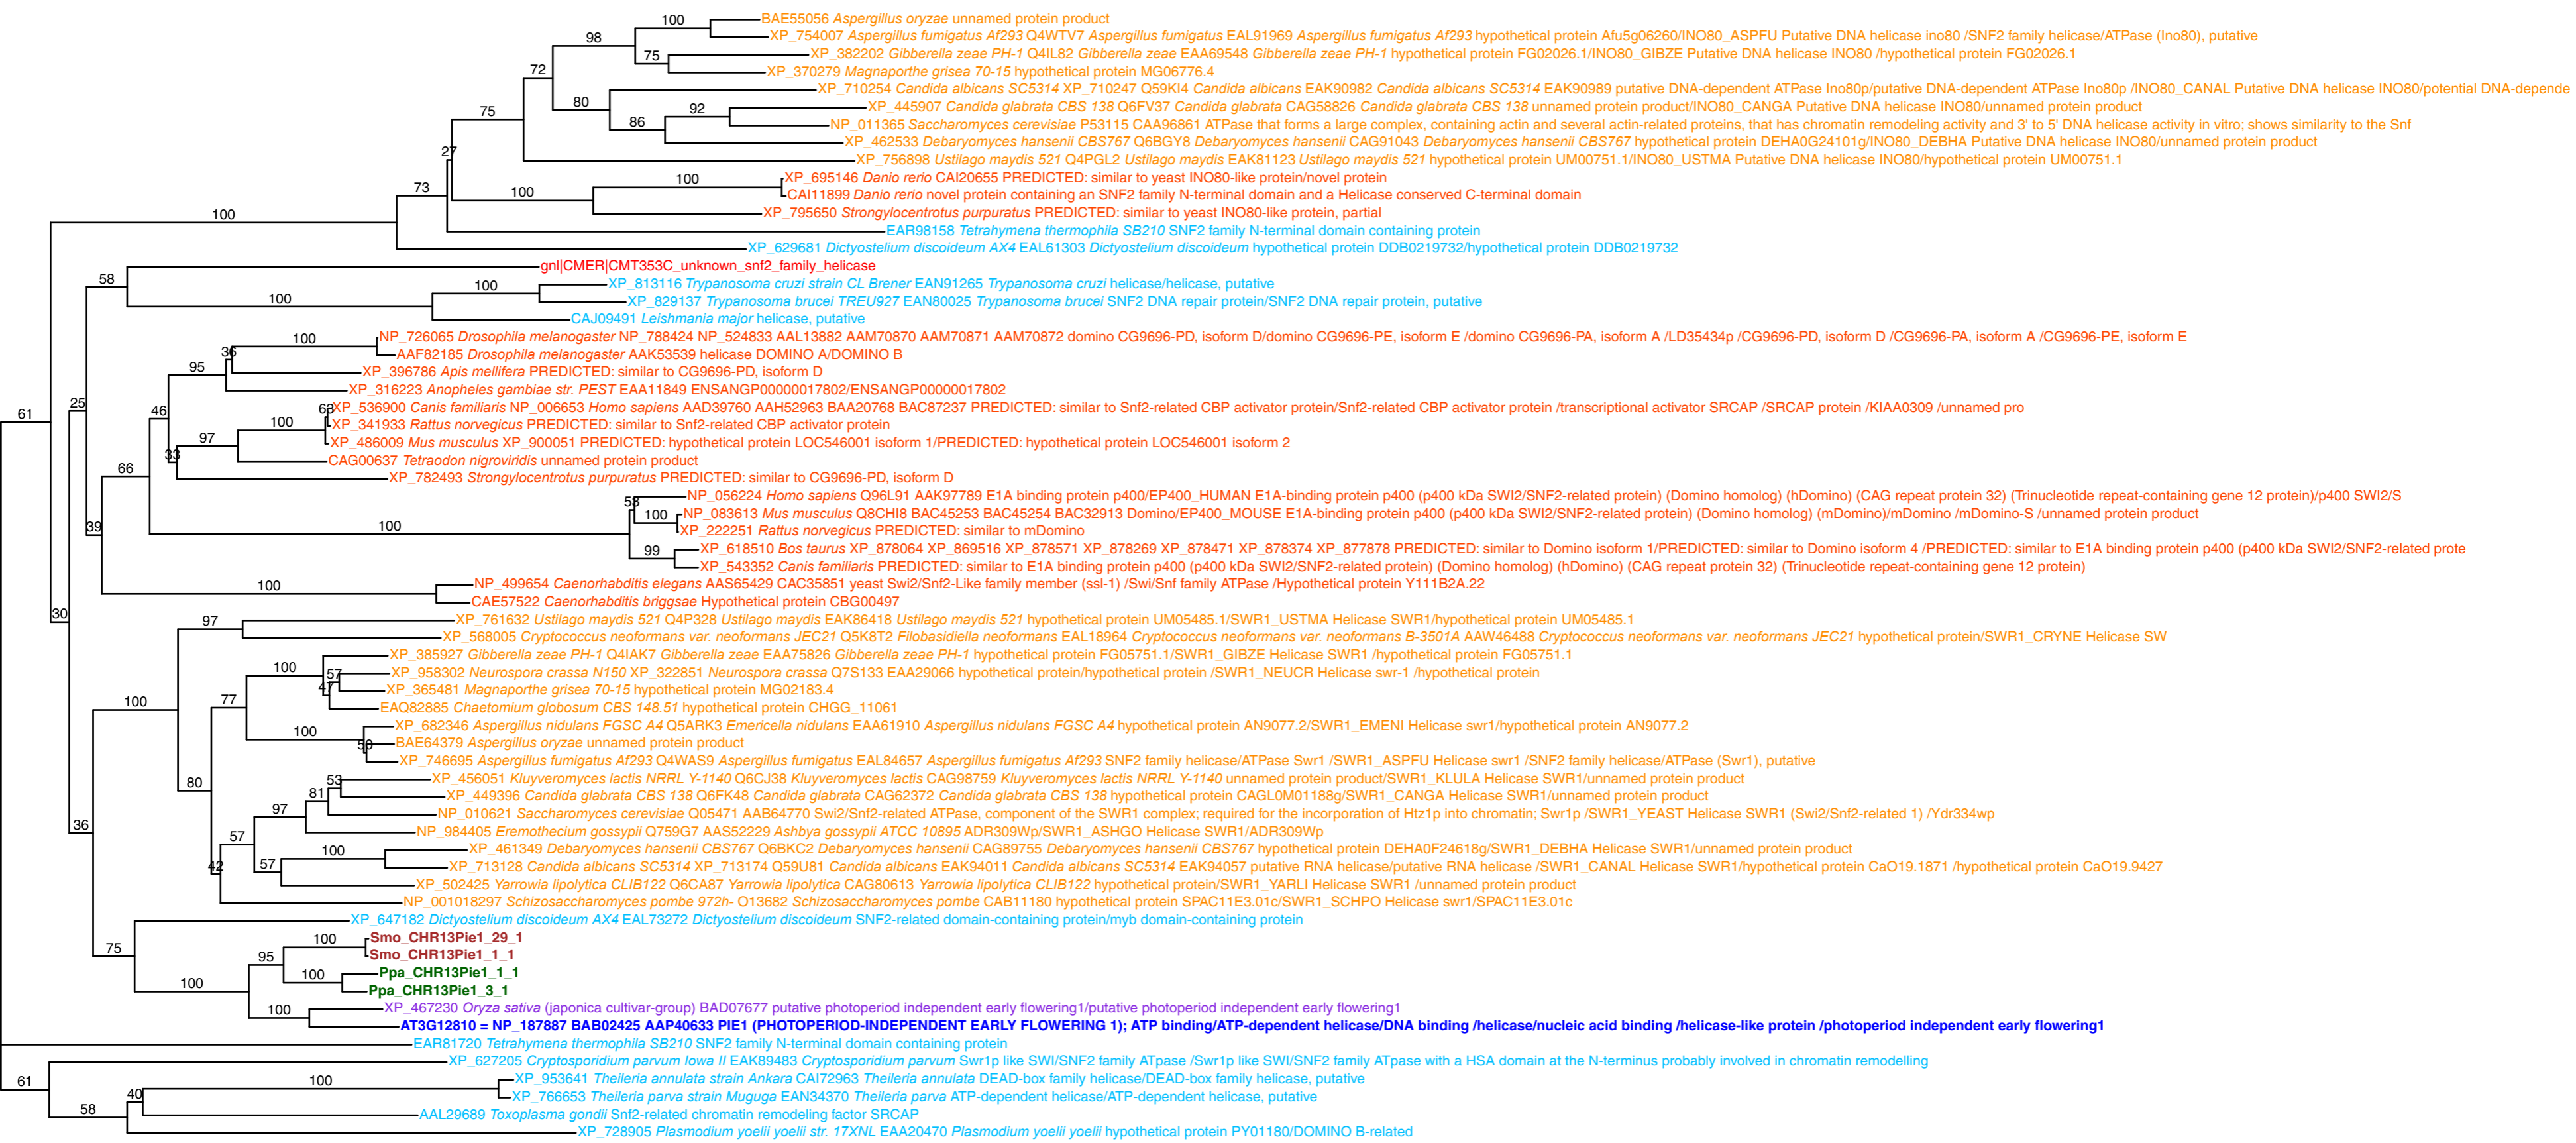 100
BAE55056 Aspergillus oryzae unnamed protein product
XP_754007 Aspergillus fumigatus Af293 Q4WTV7 Aspergillus fumigatus EAL91969 Aspergillus fumigatus Af293 hypothetical protein Afu5g06260/INO80_ASPFU Putative DNA helicase ino80 /SNF2 family helicase/ATPase (Ino80), putative
98
75
XP_382202 Gibberella zeae PH-1 Q4IL82 Gibberella zeae EAA69548 Gibberella zeae PH-1 hypothetical protein FG02026.1/INO80_GIBZE Putative DNA helicase INO80 /hypothetical protein FG02026.1
72
XP_370279 Magnaporthe grisea 70-15 hypothetical protein MG06776.4
XP_710254 Candida albicans SC5314 XP_710247 Q59KI4 Candida albicans EAK90982 Candida albicans SC5314 EAK90989 putative DNA-dependent ATPase Ino80p/putative DNA-dependent ATPase Ino80p /INO80_CANAL Putative DNA helicase INO80/potential DNA-depende
80
92
XP_445907 Candida glabrata CBS 138 Q6FV37 Candida glabrata CAG58826 Candida glabrata CBS 138 unnamed protein product/INO80_CANGA Putative DNA helicase INO80/unnamed protein product
75
86
NP_011365 Saccharomyces cerevisiae P53115 CAA96861 ATPase that forms a large complex, containing actin and several actin-related proteins, that has chromatin remodeling activity and 3' to 5' DNA helicase activity in vitro; shows similarity to the Snf
XP_462533 Debaryomyces hansenii CBS767 Q6BGY8 Debaryomyces hansenii CAG91043 Debaryomyces hansenii CBS767 hypothetical protein DEHA0G24101g/INO80_DEBHA Putative DNA helicase INO80/unnamed protein product
27
XP_756898 Ustilago maydis 521 Q4PGL2 Ustilago maydis EAK81123 Ustilago maydis 521 hypothetical protein UM00751.1/INO80_USTMA Putative DNA helicase INO80/hypothetical protein UM00751.1
100
XP_695146 Danio rerio CAI20655 PREDICTED: similar to yeast INO80-like protein/novel protein
73
100
CAI11899 Danio rerio novel protein containing an SNF2 family N-terminal domain and a Helicase conserved C-terminal domain
100
XP_795650 Strongylocentrotus purpuratus PREDICTED: similar to yeast INO80-like protein, partial
EAR98158 Tetrahymena thermophila SB210 SNF2 family N-terminal domain containing protein
XP_629681 Dictyostelium discoideum AX4 EAL61303 Dictyostelium discoideum hypothetical protein DDB0219732/hypothetical protein DDB0219732
gnl|CMER|CMT353C_unknown_snf2_family_helicase
58
100
XP_813116 Trypanosoma cruzi strain CL Brener EAN91265 Trypanosoma cruzi helicase/helicase, putative
100
XP_829137 Trypanosoma brucei TREU927 EAN80025 Trypanosoma brucei SNF2 DNA repair protein/SNF2 DNA repair protein, putative
CAJ09491 Leishmania major helicase, putative
100
NP_726065 Drosophila melanogaster NP_788424 NP_524833 AAL13882 AAM70870 AAM70871 AAM70872 domino CG9696-PD, isoform D/domino CG9696-PE, isoform E /domino CG9696-PA, isoform A /LD35434p /CG9696-PD, isoform D /CG9696-PA, isoform A /CG9696-PE, isoform E
36
AAF82185 Drosophila melanogaster AAK53539 helicase DOMINO A/DOMINO B
95
XP_396786 Apis mellifera PREDICTED: similar to CG9696-PD, isoform D
XP_316223 Anopheles gambiae str. PEST EAA11849 ENSANGP00000017802/ENSANGP00000017802
25
46
63
XP_536900 Canis familiaris NP_006653 Homo sapiens AAD39760 AAH52963 BAA20768 BAC87237 PREDICTED: similar to Snf2-related CBP activator protein/Snf2-related CBP activator protein /transcriptional activator SRCAP /SRCAP protein /KIAA0309 /unnamed pro
61
100
XP_341933 Rattus norvegicus PREDICTED: similar to Snf2-related CBP activator protein
97
XP_486009 Mus musculus XP_900051 PREDICTED: hypothetical protein LOC546001 isoform 1/PREDICTED: hypothetical protein LOC546001 isoform 2
33
CAG00637 Tetraodon nigroviridis unnamed protein product
66
XP_782493 Strongylocentrotus purpuratus PREDICTED: similar to CG9696-PD, isoform D
53
NP_056224 Homo sapiens Q96L91 AAK97789 E1A binding protein p400/EP400_HUMAN E1A-binding protein p400 (p400 kDa SWI2/SNF2-related protein) (Domino homolog) (hDomino) (CAG repeat protein 32) (Trinucleotide repeat-containing gene 12 protein)/p400 SWI2/S
100
NP_083613 Mus musculus Q8CHI8 BAC45253 BAC45254 BAC32913 Domino/EP400_MOUSE E1A-binding protein p400 (p400 kDa SWI2/SNF2-related protein) (Domino homolog) (mDomino)/mDomino /mDomino-S /unnamed protein product
39
100
XP_222251 Rattus norvegicus PREDICTED: similar to mDomino
99
XP_618510 Bos taurus XP_878064 XP_869516 XP_878571 XP_878269 XP_878471 XP_878374 XP_877878 PREDICTED: similar to Domino isoform 1/PREDICTED: similar to Domino isoform 4 /PREDICTED: similar to E1A binding protein p400 (p400 kDa SWI2/SNF2-related prote
XP_543352 Canis familiaris PREDICTED: similar to E1A binding protein p400 (p400 kDa SWI2/SNF2-related protein) (Domino homolog) (hDomino) (CAG repeat protein 32) (Trinucleotide repeat-containing gene 12 protein)
100
NP_499654 Caenorhabditis elegans AAS65429 CAC35851 yeast Swi2/Snf2-Like family member (ssl-1) /Swi/Snf family ATPase /Hypothetical protein Y111B2A.22
CAE57522 Caenorhabditis briggsae Hypothetical protein CBG00497
30
97
XP_761632 Ustilago maydis 521 Q4P328 Ustilago maydis EAK86418 Ustilago maydis 521 hypothetical protein UM05485.1/SWR1_USTMA Helicase SWR1/hypothetical protein UM05485.1
XP_568005 Cryptococcus neoformans var. neoformans JEC21 Q5K8T2 Filobasidiella neoformans EAL18964 Cryptococcus neoformans var. neoformans B-3501A AAW46488 Cryptococcus neoformans var. neoformans JEC21 hypothetical protein/SWR1_CRYNE Helicase SW
XP_385927 Gibberella zeae PH-1 Q4IAK7 Gibberella zeae EAA75826 Gibberella zeae PH-1 hypothetical protein FG05751.1/SWR1_GIBZE Helicase SWR1 /hypothetical protein FG05751.1
100
57
XP_958302 Neurospora crassa N150 XP_322851 Neurospora crassa Q7S133 EAA29066 hypothetical protein/hypothetical protein /SWR1_NEUCR Helicase swr-1 /hypothetical protein
47
XP_365481 Magnaporthe grisea 70-15 hypothetical protein MG02183.4
100
77
EAQ82885 Chaetomium globosum CBS 148.51 hypothetical protein CHGG_11061
XP_682346 Aspergillus nidulans FGSC A4 Q5ARK3 Emericella nidulans EAA61910 Aspergillus nidulans FGSC A4 hypothetical protein AN9077.2/SWR1_EMENI Helicase swr1/hypothetical protein AN9077.2
100
BAE64379 Aspergillus oryzae unnamed protein product
XP_746695 Aspergillus fumigatus Af293 Q4WAS9 Aspergillus fumigatus EAL84657 Aspergillus fumigatus Af293 SNF2 family helicase/ATPase Swr1 /SWR1_ASPFU Helicase swr1 /SNF2 family helicase/ATPase (Swr1), putative
80
53
XP_456051 Kluyveromyces lactis NRRL Y-1140 Q6CJ38 Kluyveromyces lactis CAG98759 Kluyveromyces lactis NRRL Y-1140 unnamed protein product/SWR1_KLULA Helicase SWR1/unnamed protein product
81
XP_449396 Candida glabrata CBS 138 Q6FK48 Candida glabrata CAG62372 Candida glabrata CBS 138 hypothetical protein CAGL0M01188g/SWR1_CANGA Helicase SWR1/unnamed protein product
97
NP_010621 Saccharomyces cerevisiae Q05471 AAB64770 Swi2/Snf2-related ATPase, component of the SWR1 complex; required for the incorporation of Htz1p into chromatin; Swr1p /SWR1_YEAST Helicase SWR1 (Swi2/Snf2-related 1) /Ydr334wp
36
57
NP_984405 Eremothecium gossypii Q759G7 AAS52229 Ashbya gossypii ATCC 10895 ADR309Wp/SWR1_ASHGO Helicase SWR1/ADR309Wp
100
XP_461349 Debaryomyces hansenii CBS767 Q6BKC2 Debaryomyces hansenii CAG89755 Debaryomyces hansenii CBS767 hypothetical protein DEHA0F24618g/SWR1_DEBHA Helicase SWR1/unnamed protein product
42
57
XP_713128 Candida albicans SC5314 XP_713174 Q59U81 Candida albicans EAK94011 Candida albicans SC5314 EAK94057 putative RNA helicase/putative RNA helicase /SWR1_CANAL Helicase SWR1/hypothetical protein CaO19.1871 /hypothetical protein CaO19.9427
XP_502425 Yarrowia lipolytica CLIB122 Q6CA87 Yarrowia lipolytica CAG80613 Yarrowia lipolytica CLIB122 hypothetical protein/SWR1_YARLI Helicase SWR1 /unnamed protein product
NP_001018297 Schizosaccharomyces pombe 972h- O13682 Schizosaccharomyces pombe CAB11180 hypothetical protein SPAC11E3.01c/SWR1_SCHPO Helicase swr1/SPAC11E3.01c
XP_647182 Dictyostelium discoideum AX4 EAL73272 Dictyostelium discoideum SNF2-related domain-containing protein/myb domain-containing protein
75
100
Smo_CHR13Pie1_29_1
95
Smo_CHR13Pie1_1_1
100
Ppa_CHR13Pie1_1_1
100
Ppa_CHR13Pie1_3_1
100
XP_467230 Oryza sativa (japonica cultivar-group) BAD07677 putative photoperiod independent early flowering1/putative photoperiod independent early flowering1
AT3G12810 = NP_187887 BAB02425 AAP40633 PIE1 (PHOTOPERIOD-INDEPENDENT EARLY FLOWERING 1); ATP binding/ATP-dependent helicase/DNA binding /helicase/nucleic acid binding /helicase-like protein /photoperiod independent early flowering1
EAR81720 Tetrahymena thermophila SB210 SNF2 family N-terminal domain containing protein
XP_627205 Cryptosporidium parvum Iowa II EAK89483 Cryptosporidium parvum Swr1p like SWI/SNF2 family ATpase /Swr1p like SWI/SNF2 family ATpase with a HSA domain at the N-terminus probably involved in chromatin remodelling
61
100
XP_953641 Theileria annulata strain Ankara CAI72963 Theileria annulata DEAD-box family helicase/DEAD-box family helicase, putative
40
XP_766653 Theileria parva strain Muguga EAN34370 Theileria parva ATP-dependent helicase/ATP-dependent helicase, putative
58
AAL29689 Toxoplasma gondii Snf2-related chromatin remodeling factor SRCAP
XP_728905 Plasmodium yoelii yoelii str. 17XNL EAA20470 Plasmodium yoelii yoelii hypothetical protein PY01180/DOMINO B-related